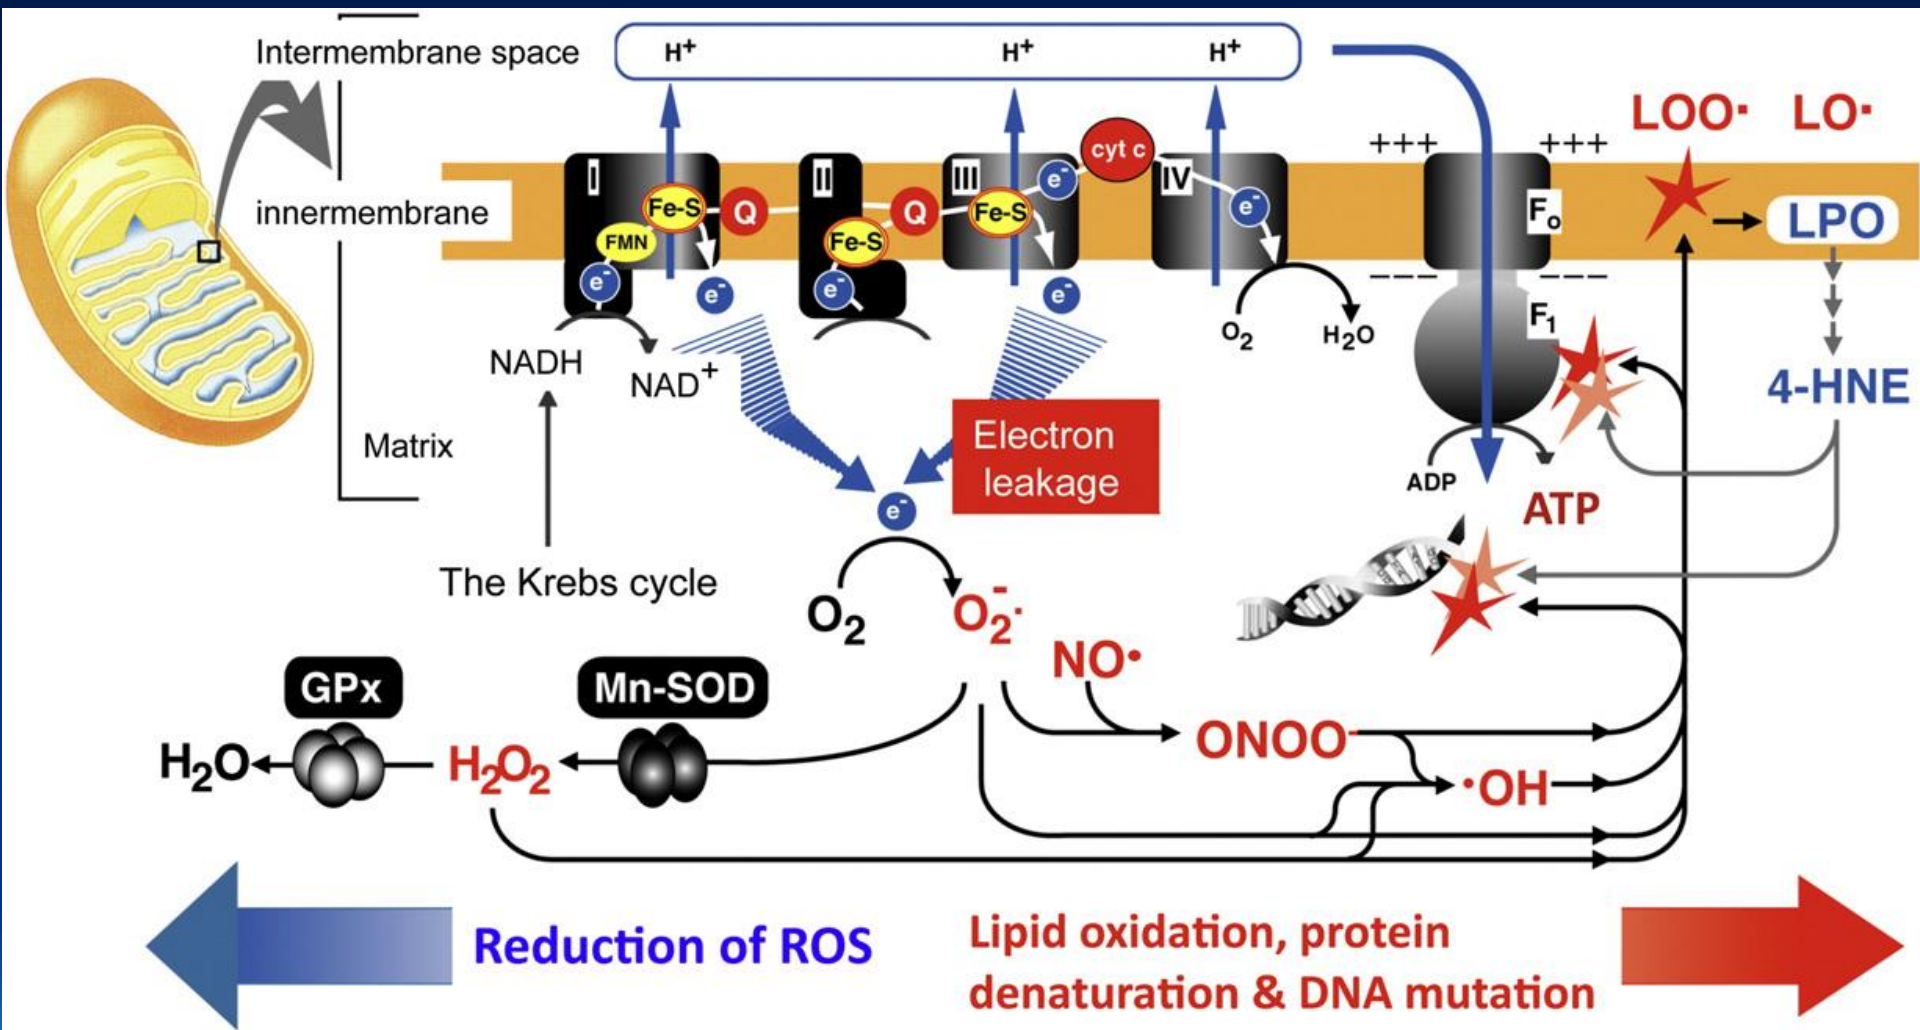 Intermembrane space
H+
H+
H+
LOO·
LO·
+++
+++
cyt c
I
II
III
IV
e-
e-
Fe-S
Q
Q
Fe-S
Fo
LPO
innermembrane
FMN
Fe-S
e-
e-
e-
e-
--- 
---
F1
O2
H2O
NADH
NAD+
4-HNE
Matrix
Electron
leakage
ADP
ATP
e-
The Krebs cycle
O2
O2-·
NO•
GPx
Mn-SOD
ONOO-
H2O
H2O2
•OH
Reduction of ROS
Lipid oxidation, protein
denaturation & DNA mutation